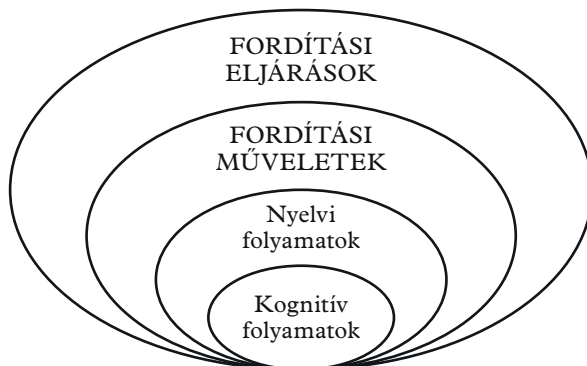 FORDÍTÁSI
ELJÁRÁSOK
FORDÍTÁSI
MŰVELETEK
Nyelvi
folyamatok
Kognitív
folyamatok